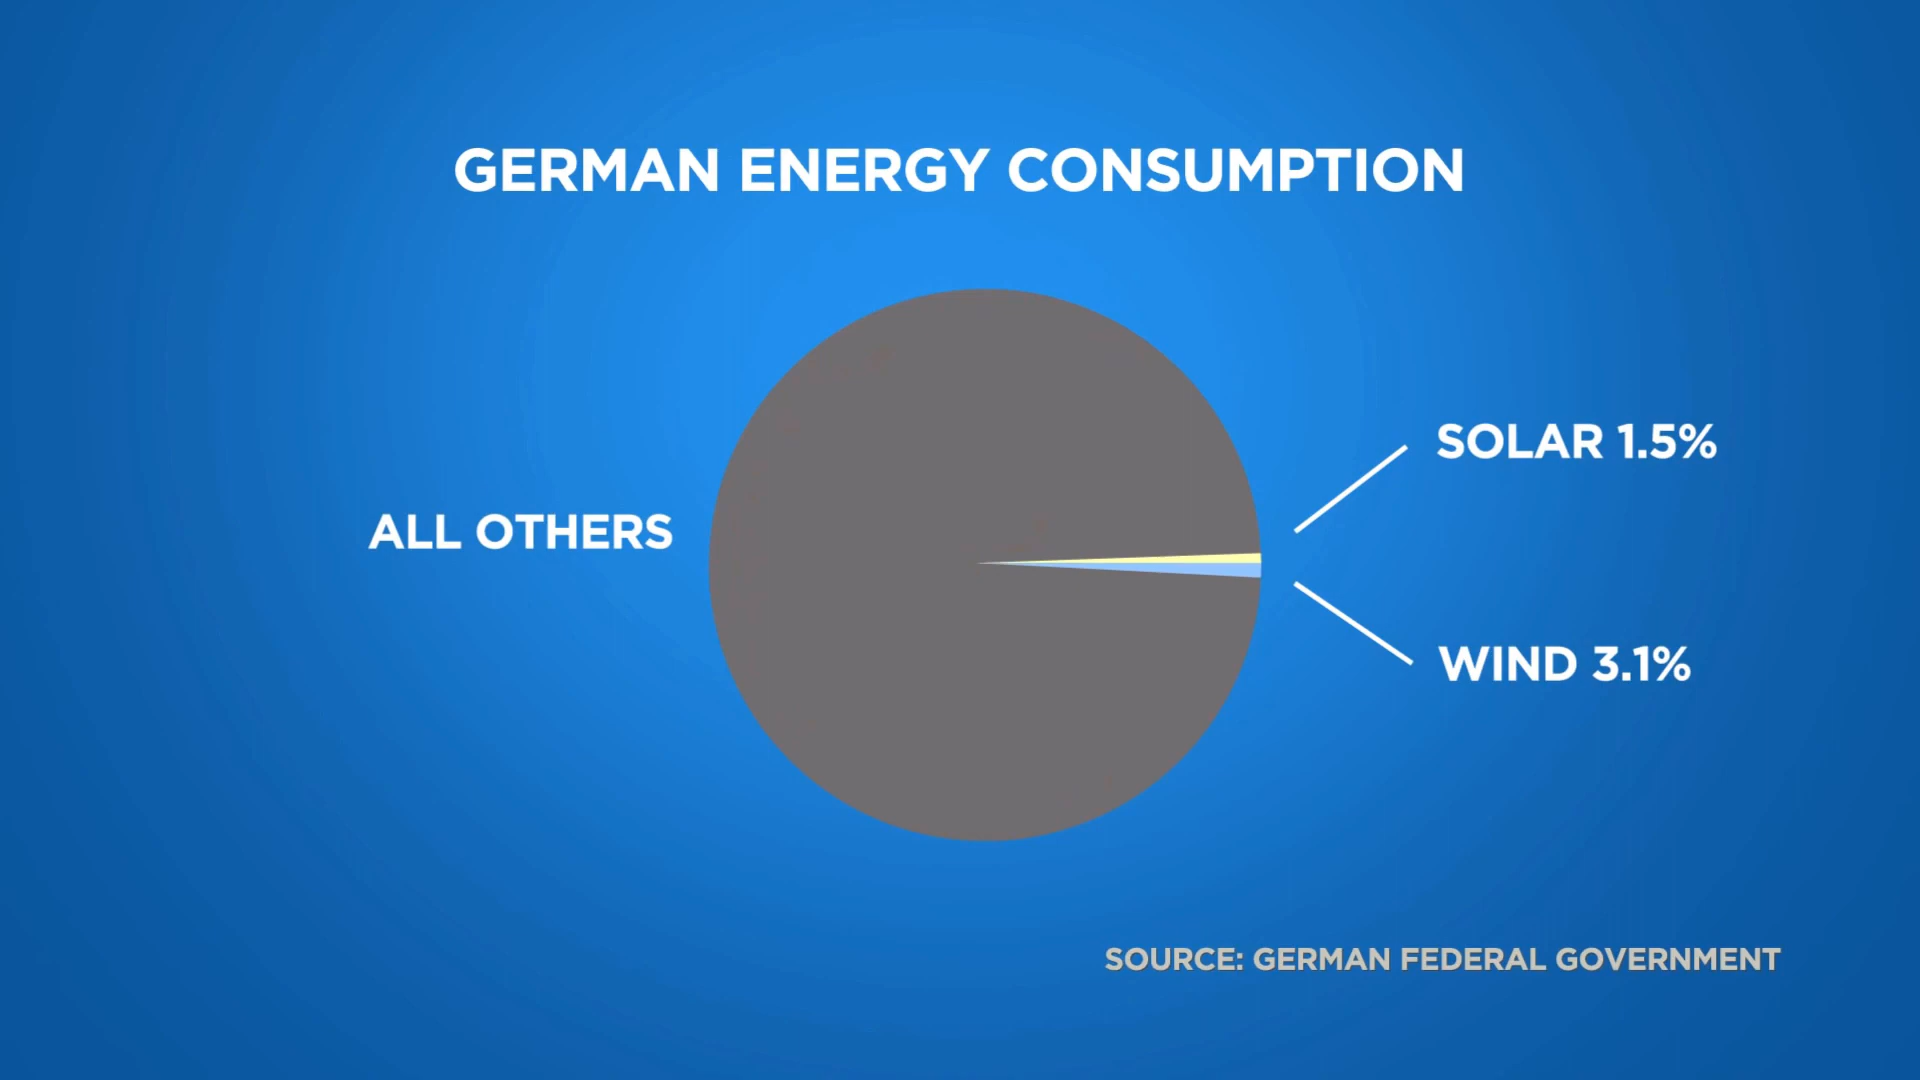 GERMAN ENERGY CONSUMPTION
SOLAR 1.5%
ALL OTHERS
WIND 3.1%
SOURCE: GERMAN FEDERAL GOVERNMENT